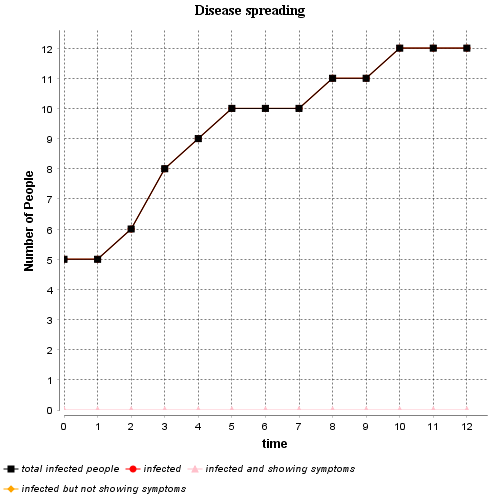 Disease spreading
Number of People
12
11
10
9
8
7
6
5
4
3
2
1
0
0 1 2 3 4 5 6 7 8 9 10 11 12
time
total infected people infected infected and showing symptoms
infected but not showing symptoms